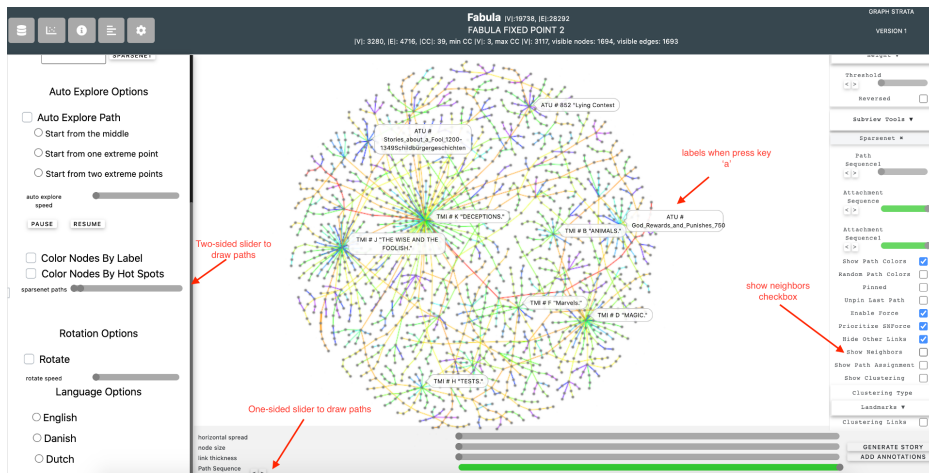 Fabula |V|:19738, |E|:28292
FABULA FIXED POINT 2
|V|: 3280, |E|: 4716, |CC|: 39, min CC |V|: 3, max CC |V|: 3117, visible nodes: 1694, visible edges: 1693
GRAPH STRATA
VERSION 1
SPARSENET
Auto Explore Options
Auto Explore Path
Start from the middle
Start from one extreme point
Start from two extreme points
auto explore
speed
PAUSE RESUME
Color Nodes By Label
Color Nodes By Hot Spots
sparsenet paths
Rotation Options
Rotate
rotate speed
Language Options
English
Danish
Dutch
Two-sided slider to
draw paths
One-sided slider to draw paths
ATU # 852 "Lying Contest
ATU #
Stories_about_a_Fool_1200-
1349Schildbürgergeschichten
labels when press key
'a'
TMI # K "DECEPTIONS."
ATU #
God_Rewards_and_Punishes_750
TMI # B "ANIMALS."
TMI # J "THE WISE AND THE
FOOLISH."
TMI # F "Marvels."
TMI # D "MAGIC."
TMI # H "TESTS."
show neighbors
checkbox
horizontal spread
node size
link thickness
Path Sequence
Threshold
< >
Reversed
Subview Tools ▼
Sparsenet
Path
Sequence1
< >
Attachment
Sequence
< >
Attachment
Sequence1
< >
Show Path Colors
Random Path Colors
Pinned
Unpin Last Path
Enable Force
Prioritize SNForce
Hide Other Links
Show Neighbors
Show Path Assignment
Show Clustering
Clustering Type
Landmarks ▼
Clustering Links
GENERATE STORY
ADD ANNOTATIONS